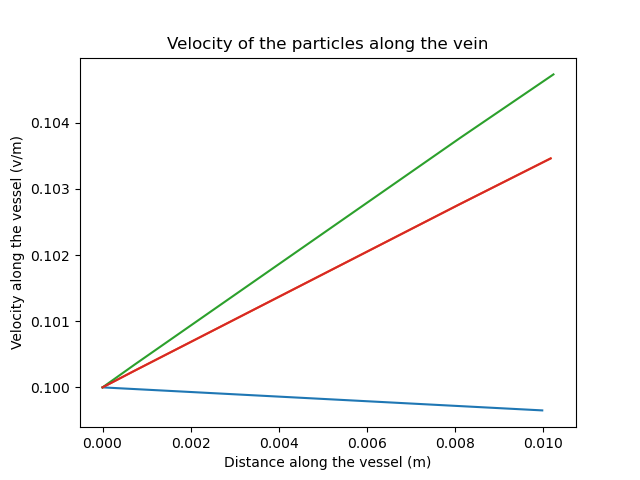 Velocity of the particles along the vein
Velocity along the vessel (v/m)
0.104
0.103
0.102
0.101
0.100
0.000 0.002 0.004 0.006 0.008 0.010
Distance along the vessel (m)